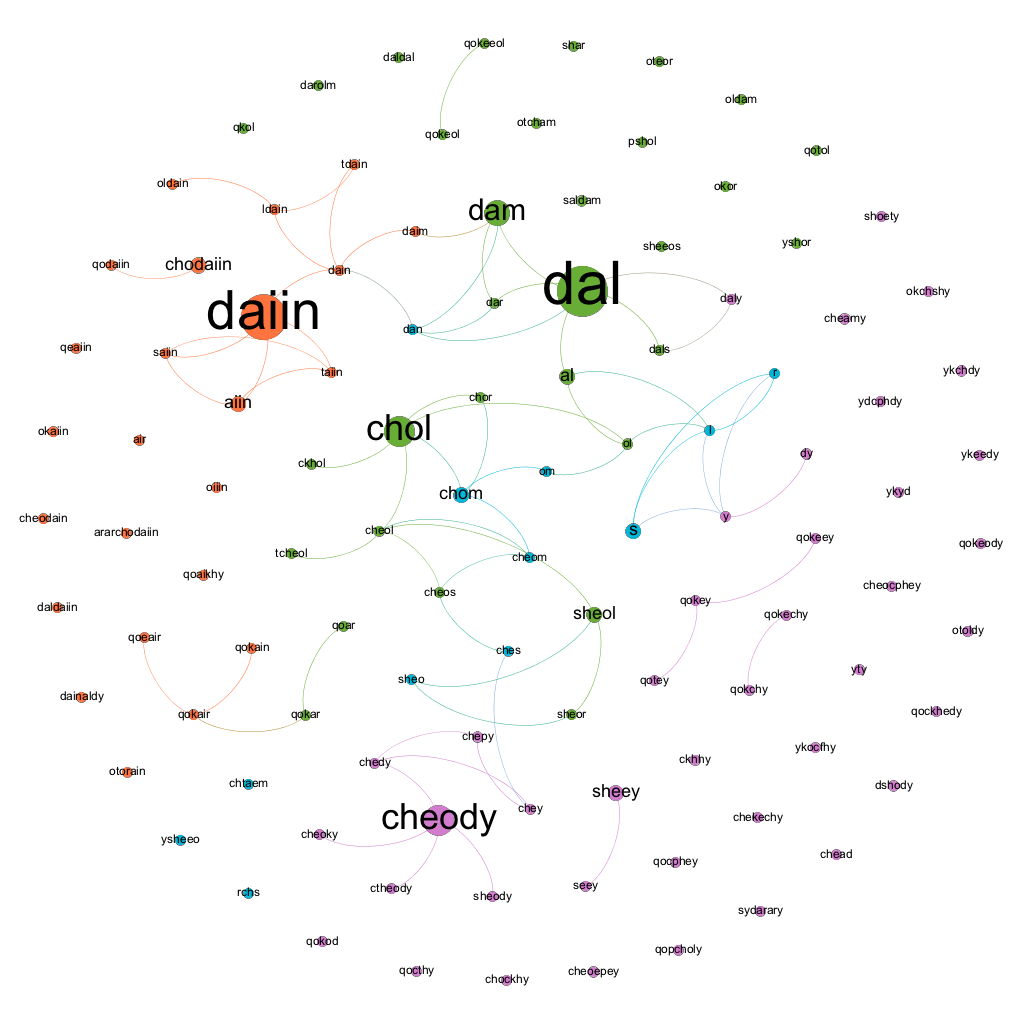 qokeeol
shar
daldal
oteor
darolm
oldam
otcham
qkol
qokeol
pshol
qotol
tdain
oldain
okor
saldam
ldain
dam
shoety
daim
yshor
sheeos
qodaiin
chodaiin
dain
dal
okchshy
daly
dar
daiin
cheamy
dan
qeaiin
saiin
dals
taiin
al
ykchdy
r
chor
aiin
ydcphdy
okaiin
chol
l
air
ol
dy
ykeedy
ckhol
om
oiiin
chom
ykyd
y
cheodain
ararchodaiin
cheol
s
qokeey
qokeody
tcheol
cheom
qoaikhy
cheos
cheocphey
qokey
daldaiin
sheol
qokechy
qoar
otoldy
qoeair
qokain
ches
yty
sheo
qotey
qokchy
dainaldy
qokair
qokar
sheor
qockhedy
chepy
ykocfhy
chedy
ckhhy
otorain
chtaem
dshody
sheey
chey
cheody
chekechy
cheoky
ysheeo
chead
qocphey
ctheody
seey
rchs
sheody
sydarary
qokod
qopcholy
qocthy
chockhy
cheoepey